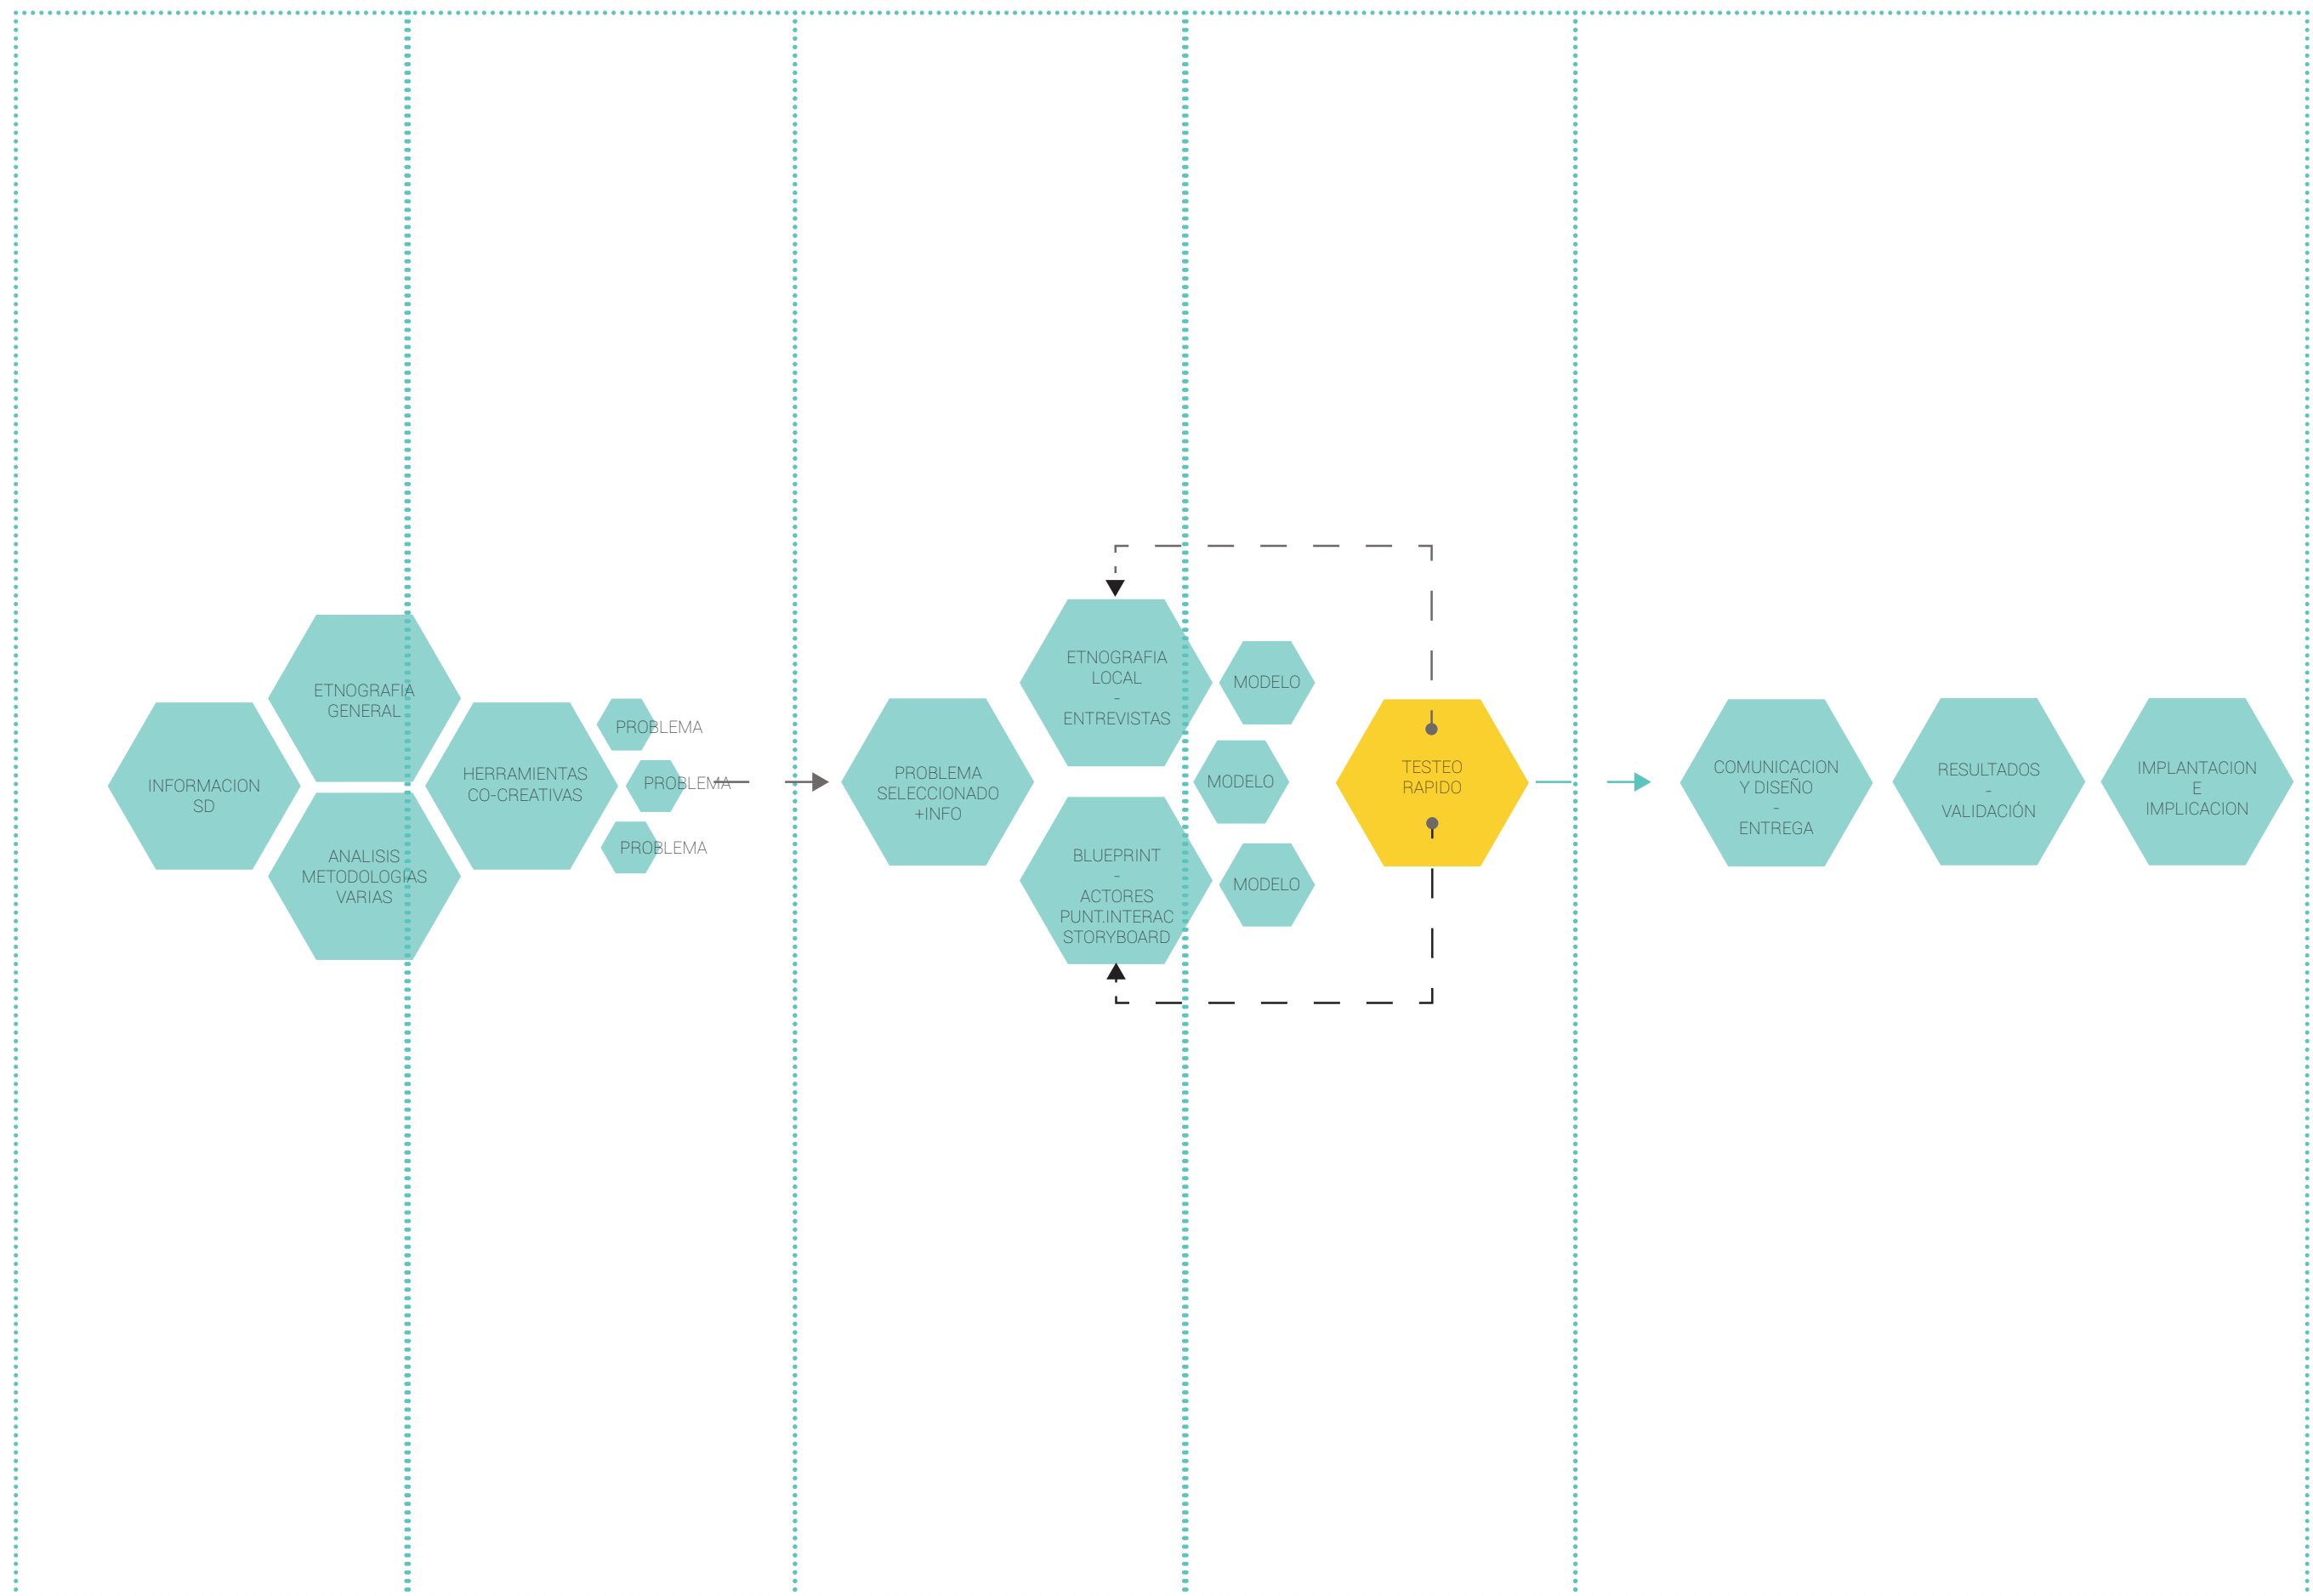 INFORMACION
SD
ETNOGRAFIA
GENERAL
ANALISIS
METODOLOGIAS
VARIAS
HERRAMIENTAS
CO-CREATIVAS
PROBLEMA
PROBLEMA
PROBLEMA
PROBLEMA
SELECCIONADO
+INFO
ETNOGRAFIA
LOCAL
-
ENTREVISTAS
BLUEPRINT
-
ACTORES
PUNT.INTERAC
STORYBOARD
MODELO
MODELO
MODELO
TESTEO
RAPIDO
COMUNICACION
Y DISEÑO
-
ENTREGA
RESULTADOS
-
VALIDACIÓN
IMPLANTACION
E
IMPLICACION